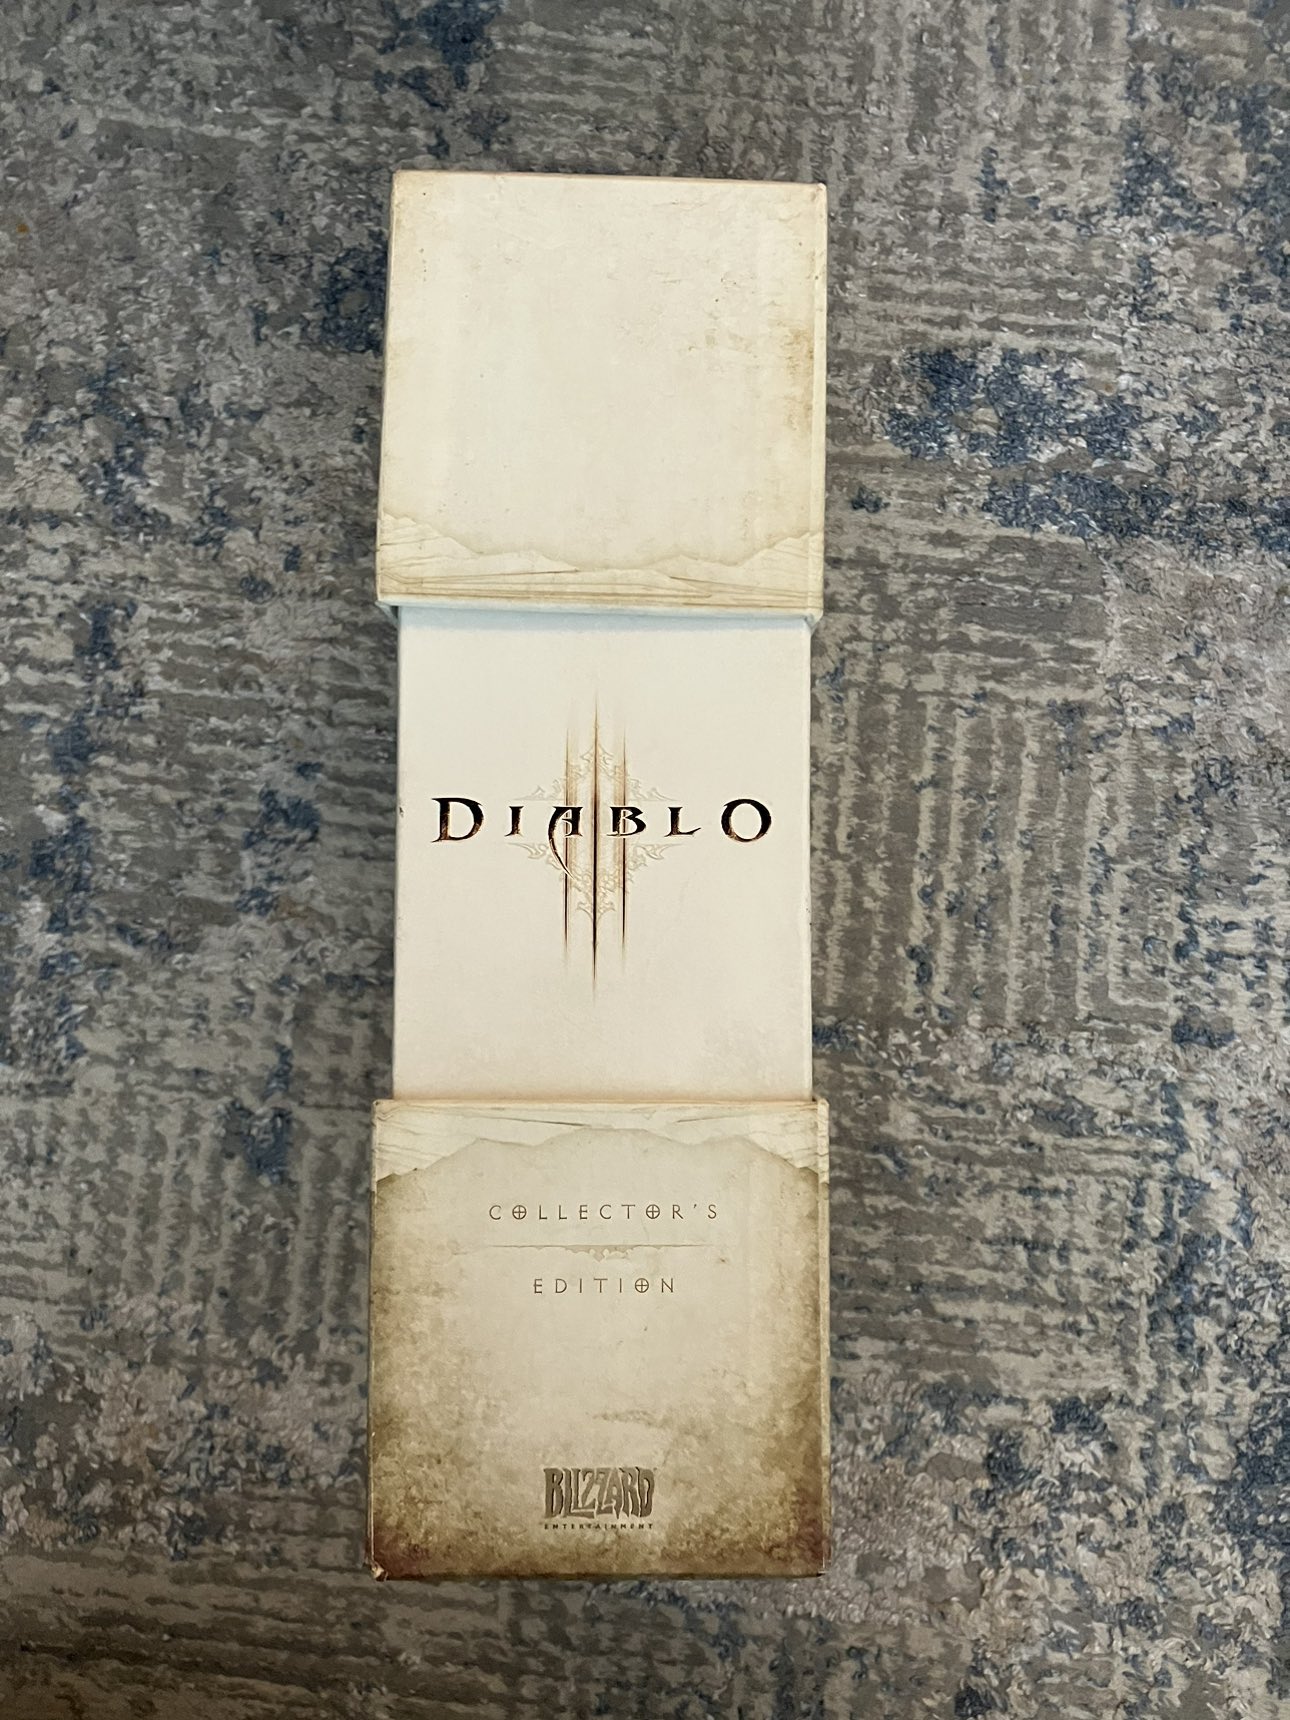 DIABLO
COLLECTOR'S
EDITION
BLIZZARD
ENTERTAINMENT